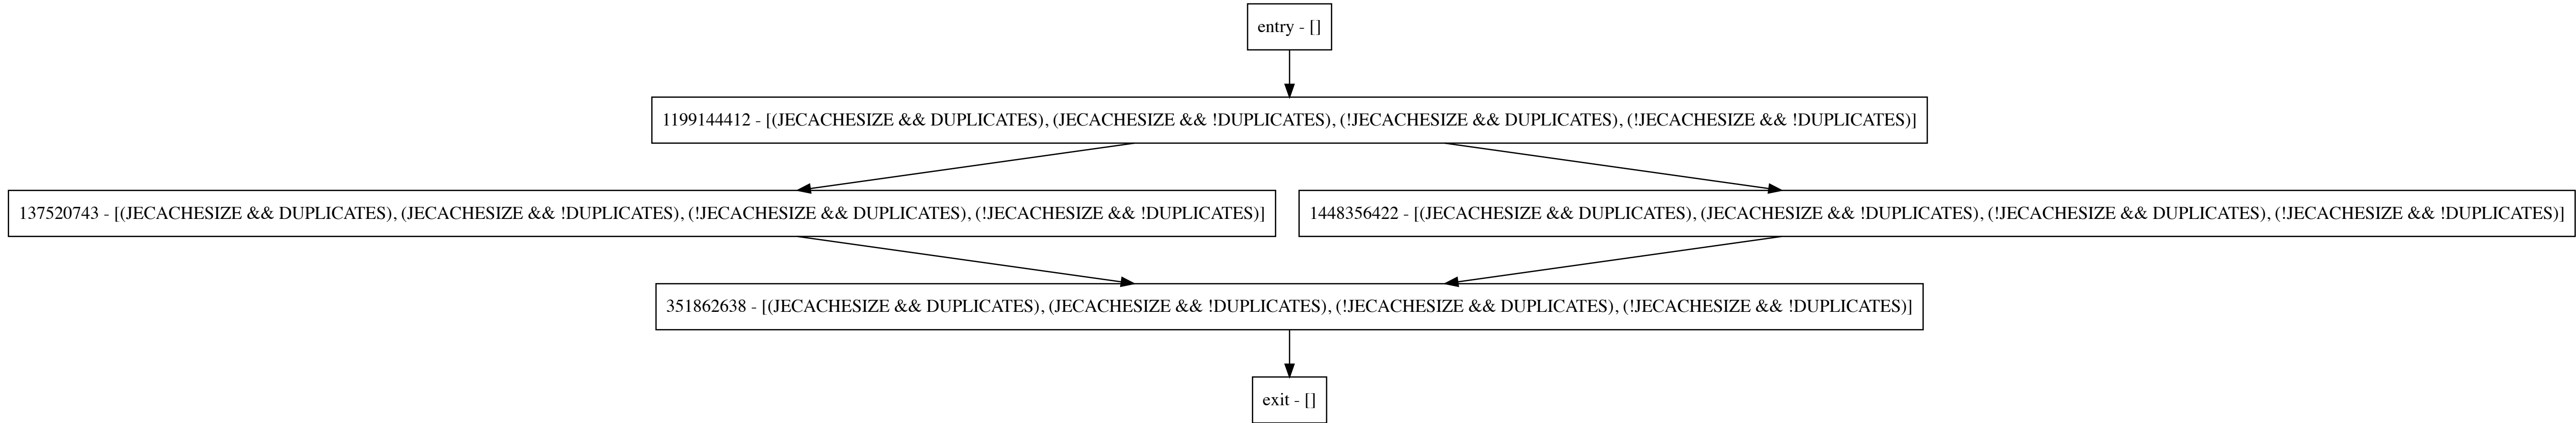 entry - []
1199144412 - [(JECACHESIZE && DUPLICATES), (JECACHESIZE && !DUPLICATES), (!JECACHESIZE && DUPLICATES), (!JECACHESIZE && !DUPLICATES)]
137520743 - [(JECACHESIZE && DUPLICATES), (JECACHESIZE && !DUPLICATES), (!JECACHESIZE && DUPLICATES), (!JECACHESIZE && !DUPLICATES)]
1448356422 - [(JECACHESIZE && DUPLICATES), (JECACHESIZE && !DUPLICATES), (!JECACHESIZE && DUPLICATES), (!JECACHESIZE && !DUPLICATES)]
351862638 - [(JECACHESIZE && DUPLICATES), (JECACHESIZE && !DUPLICATES), (!JECACHESIZE && DUPLICATES), (!JECACHESIZE && !DUPLICATES)]
exit - []